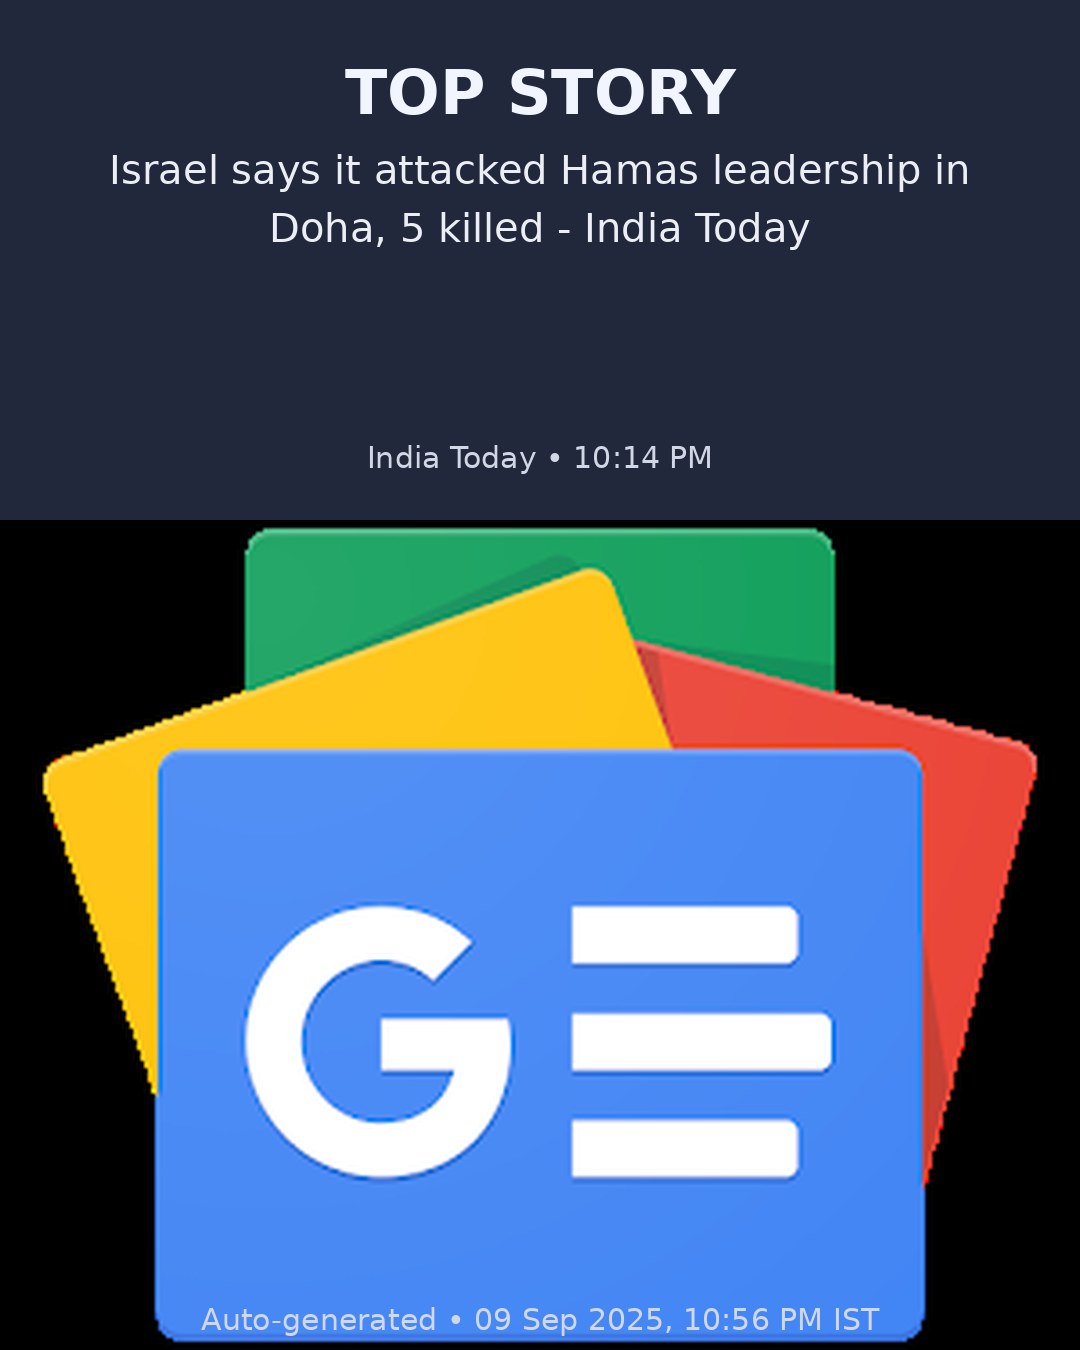 TOP STORY
Israel says it attacked Hamas leadership in
Doha, 5 killed - India Today
India Today • 10:14 PM
G
Auto-generated • 09 Sep 2025, 10:56 PM IST